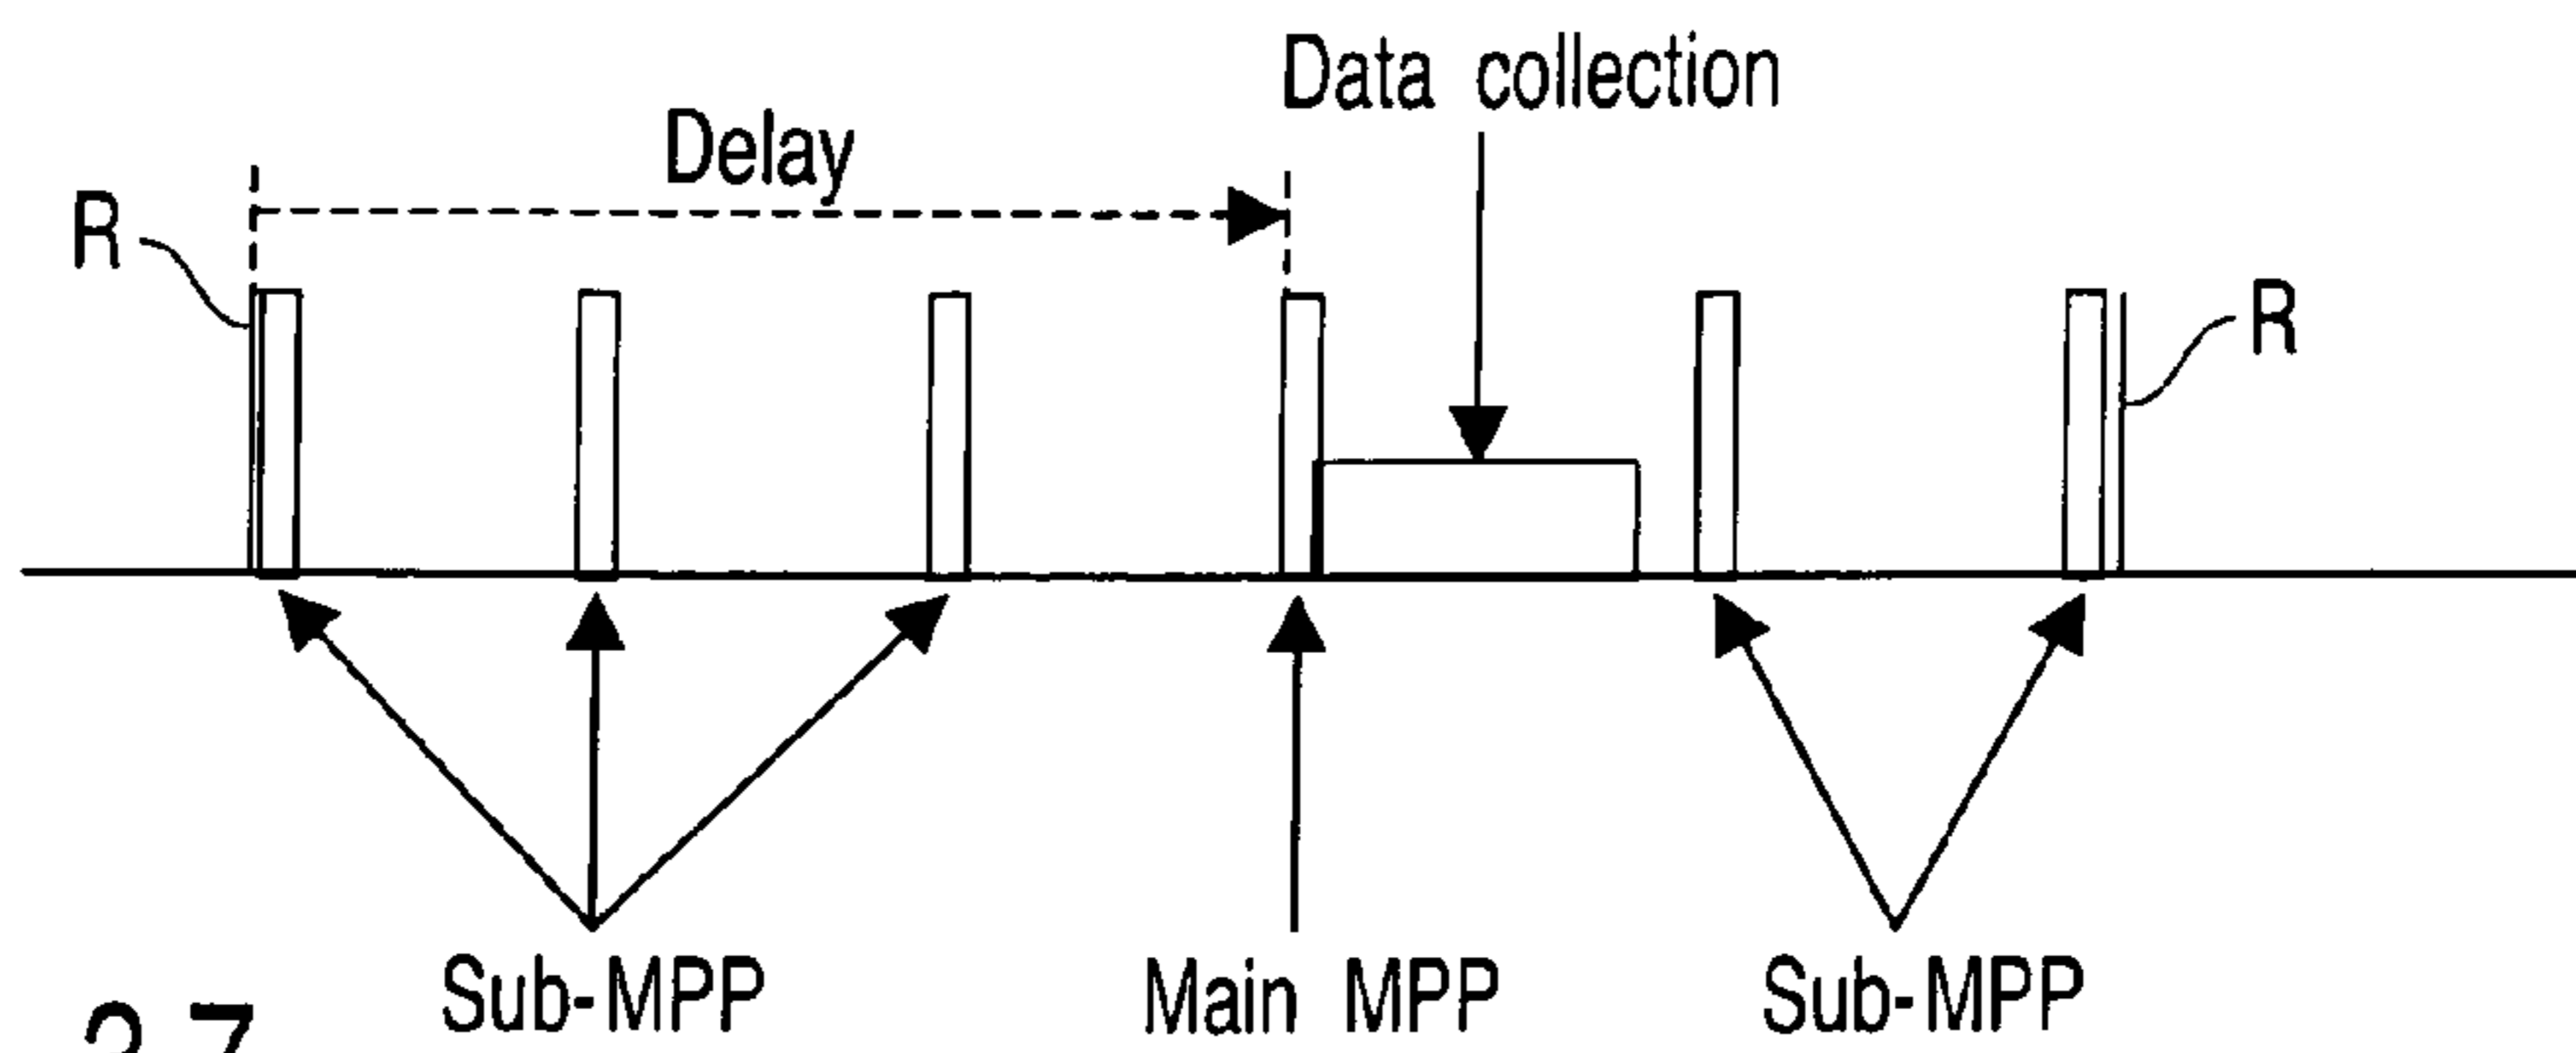 Data collection
Delay
R
R
Sub-MPP
Main MPP
Sub-MPP